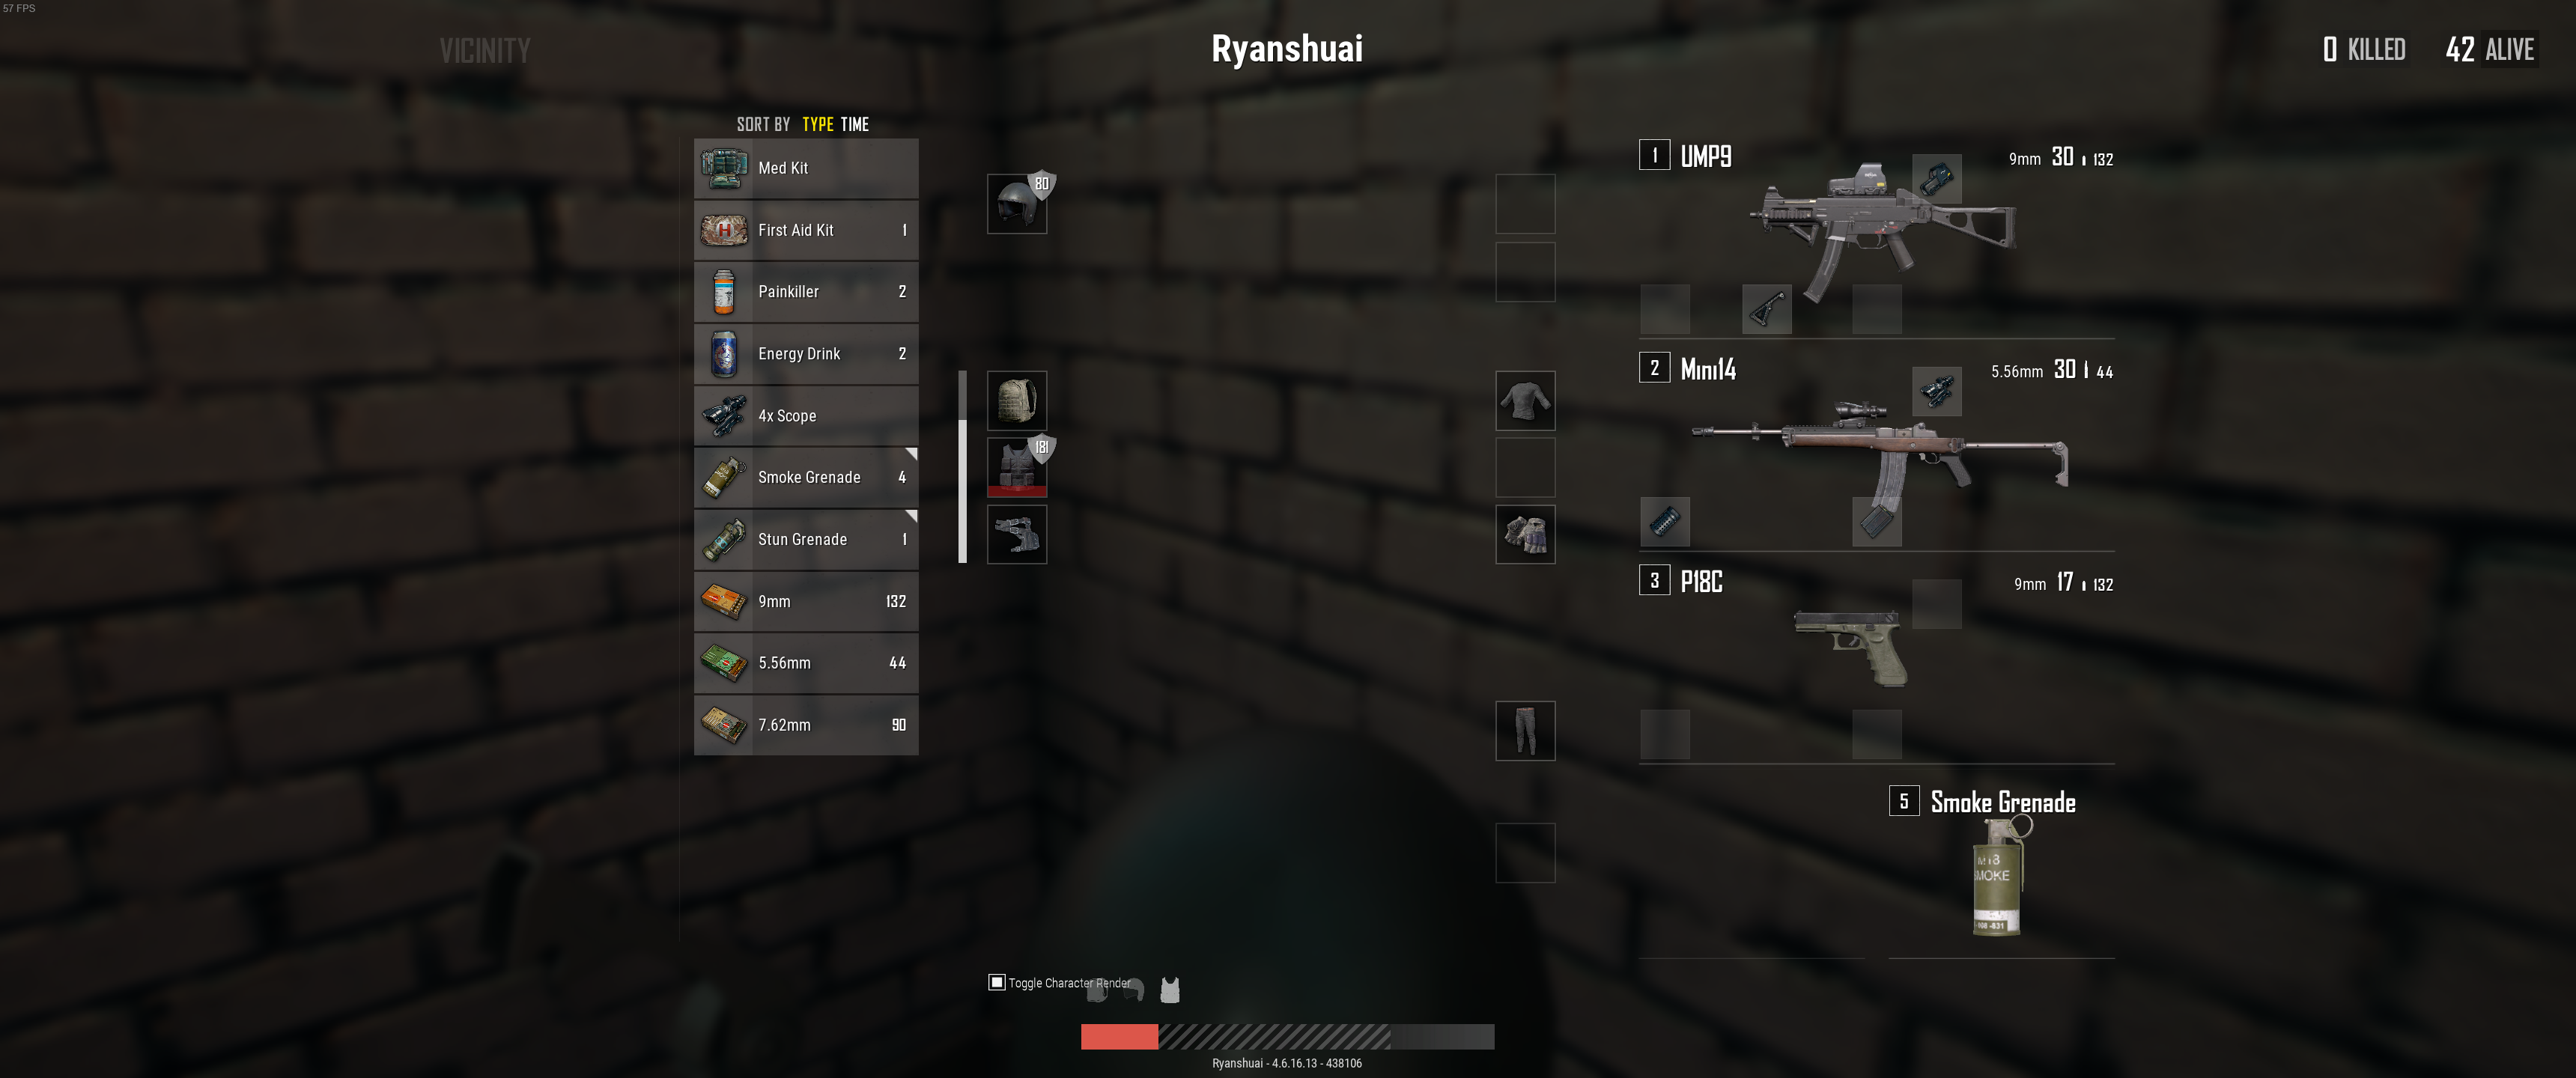 57 FPS
VICINITY
Ryanshuai
0 KILLED 42 ALIVE
SORT BY TYPE TIME
Med Kit
First Aid Kit 1
Painkiller 2
Energy Drink 2
4x Scope
Smoke Grenade 4
Stun Grenade 1
9mm 132
5.56mm 44
7.62mm 90
80
181
1 UMP9 9mm 30 132
2 Mini14 5.56mm 30 44
3 P18C 9mm 17 132
5 Smoke Grenade
M18
SMOKE
Toggle Character Render
Ryanshuai - 4.6.16.13 - 438106